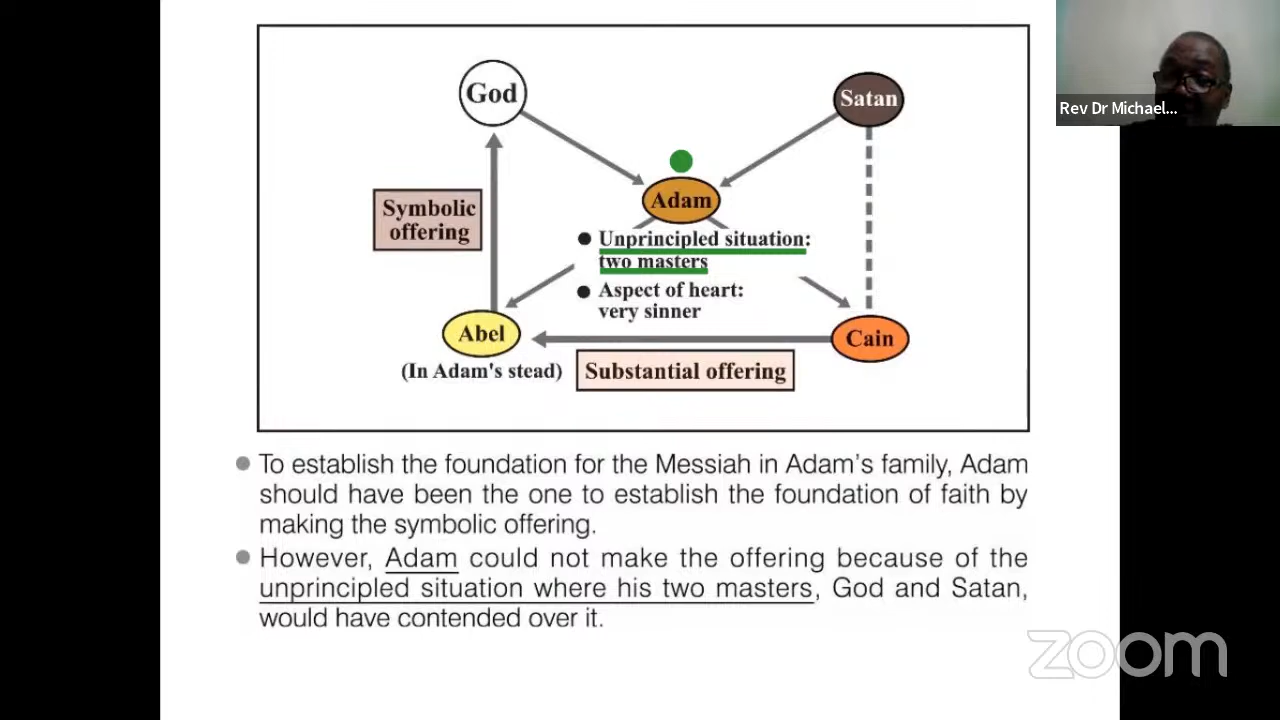 God
Satan
Rev Dr Michael...
Adam
Symbolic
offering
● Unprincipled situation:
two masters
● Aspect of heart:
very sinner
Abel
Cain
(In Adam's stead)
Substantial offering
● To establish the foundation for the Messiah in Adam's family, Adam
should have been the one to establish the foundation of faith by
making the symbolic offering.
● However, Adam could not make the offering because of the
unprincipled situation where his two masters, God and Satan,
would have contended over it.
zoom